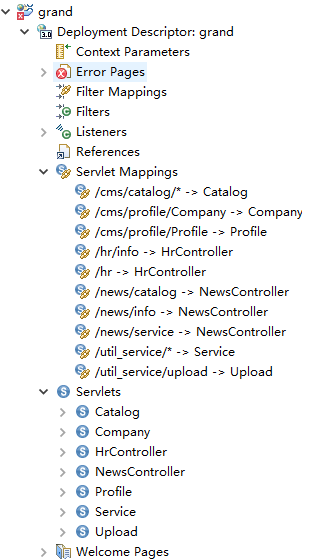 grand
Deployment Descriptor: grand
3.0
Context Parameters
Error Pages
Filter Mappings
Filters
Listeners
References
Servlet Mappings
/cms/catalog/* -> Catalog
/cms/profile/Company -> Company
/cms/profile/Profile -> Profile
/hr/info -> HrController
/hr -> HrController
/news/catalog -> NewsController
/news/info -> NewsController
/news/service -> NewsController
/util_service/* -> Service
/util_service/upload -> Upload
Servlets
Catalog
Company
HrController
NewsController
Profile
Service
Upload
Welcome Pages